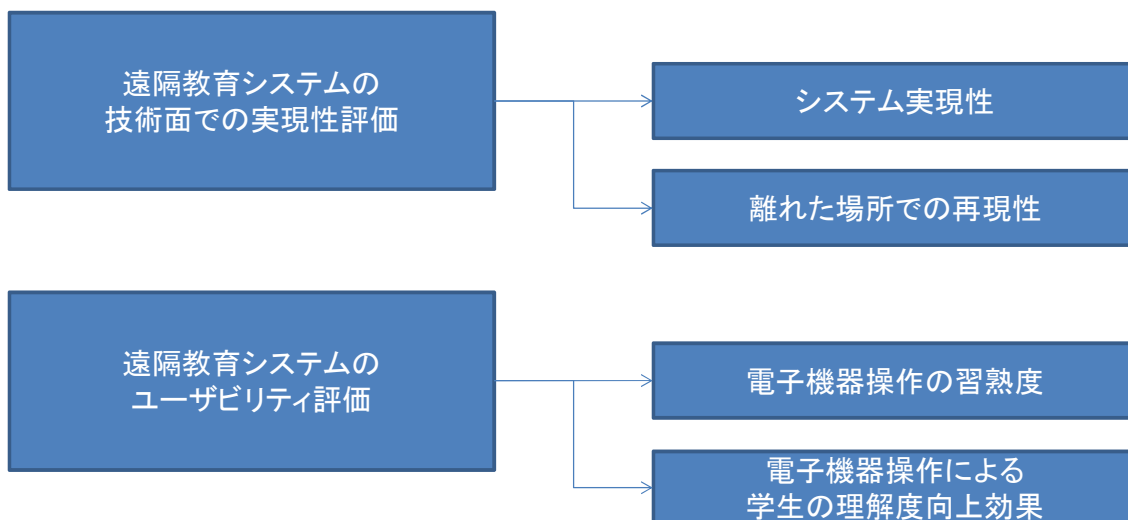 遠隔教育システムの
技術面での実現性評価
システム実現性
離れた場所での再現性
遠隔教育システムの
ユーザビリティ評価
電子機器操作の習熟度
電子機器操作による
学生の理解度向上効果